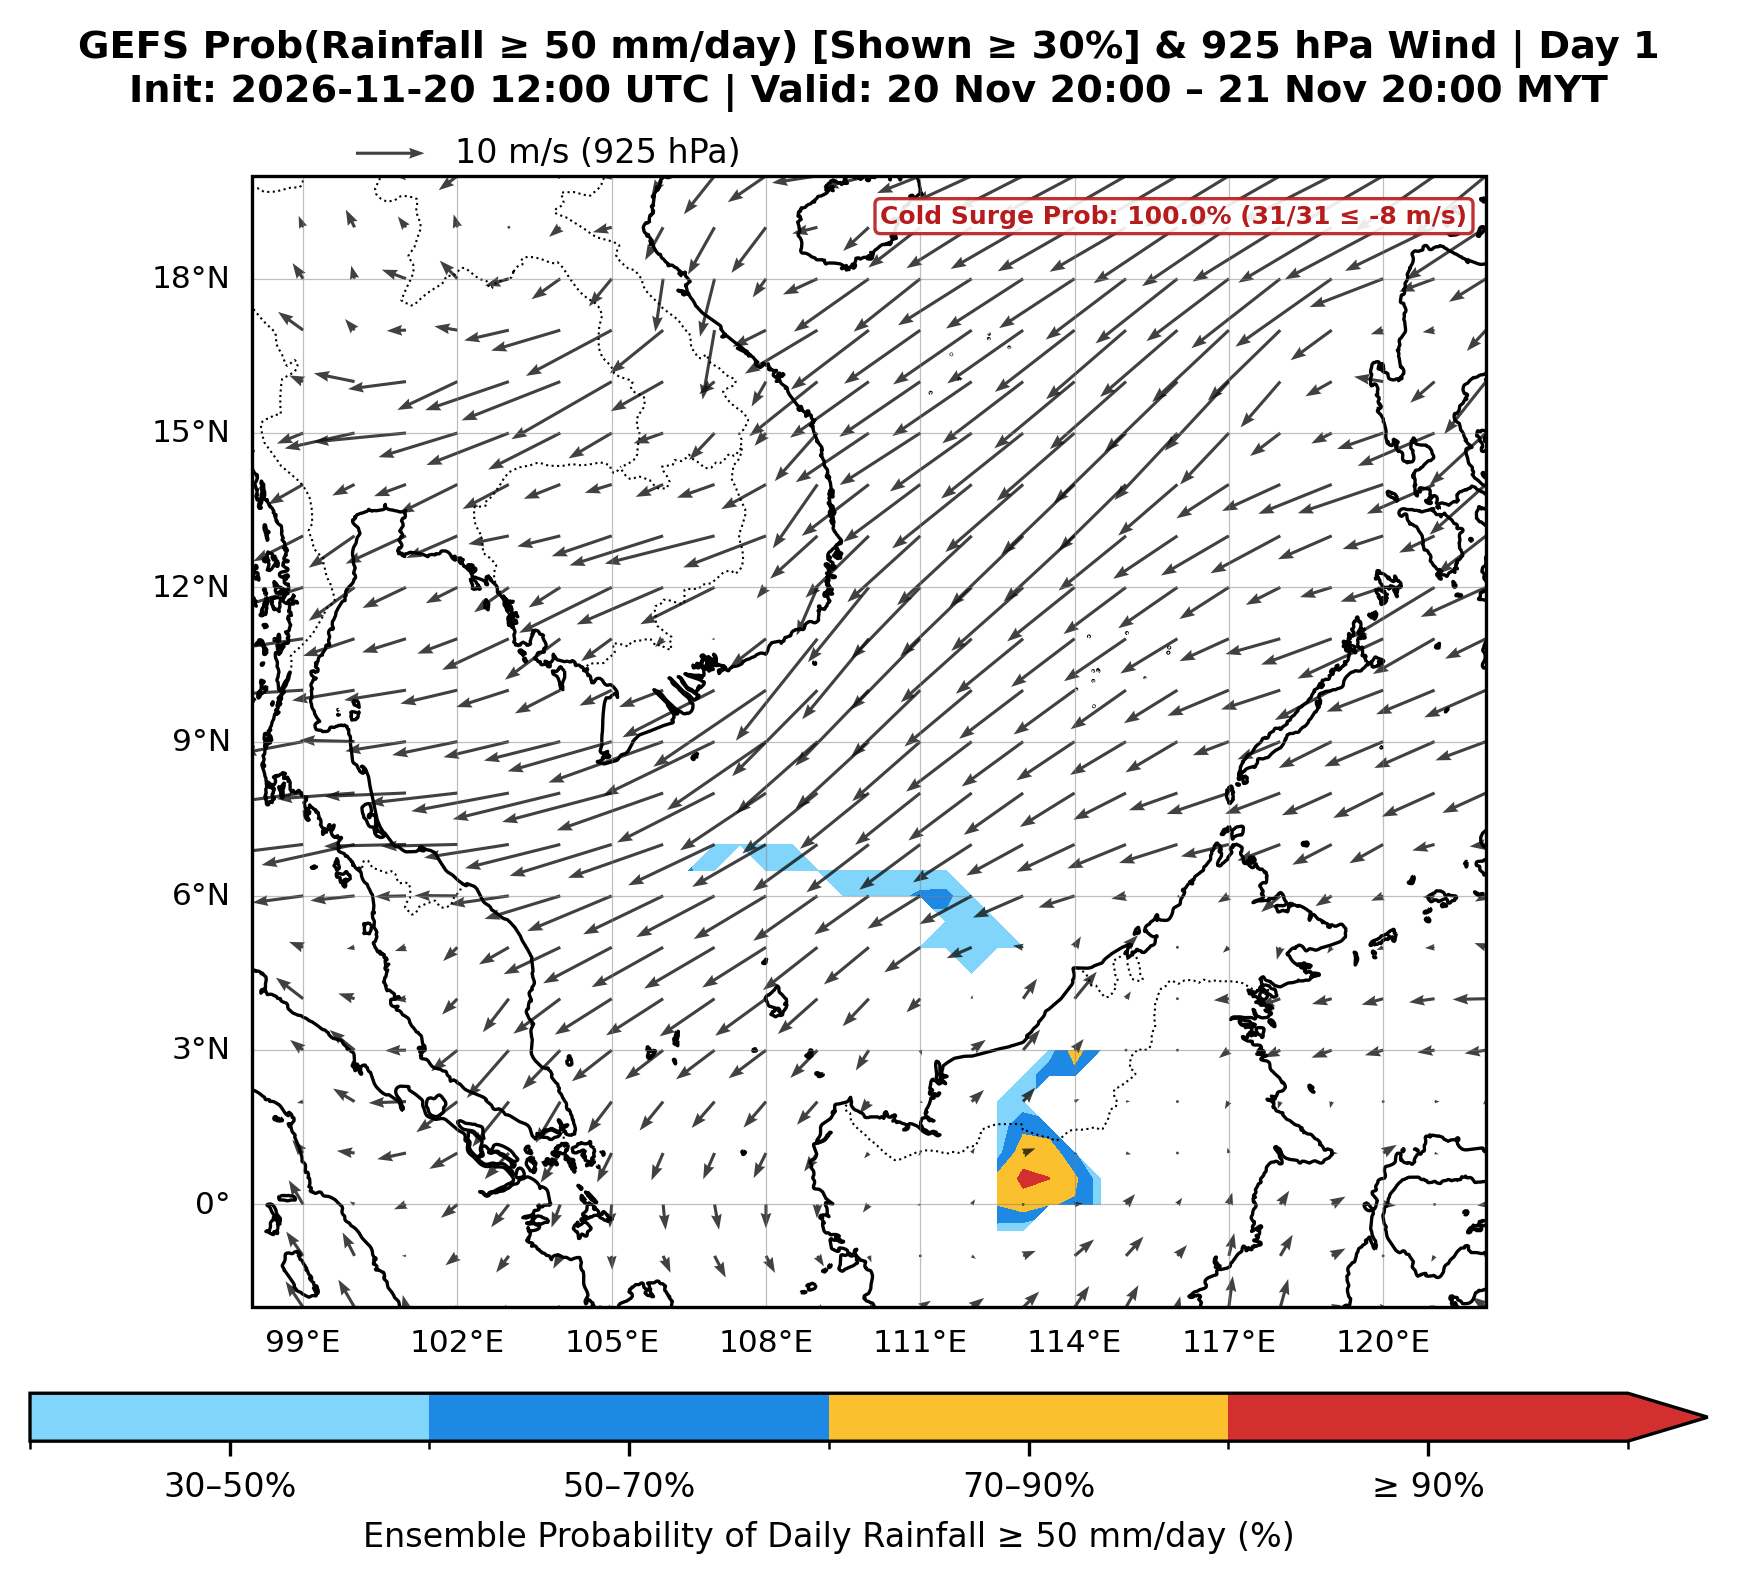 GEFS Prob(Rainfall ≥ 50 mm/day) [Shown ≥ 30%] & 925 hPa Wind | Day 1
Init: 2026-11-20 12:00 UTC | Valid: 20 Nov 20:00 – 21 Nov 20:00 MYT
10 m/s (925 hPa)
Cold Surge Prob: 100.0% (31/31 ≤ -8 m/s)
18°N
15°N
12°N
9°N
6°N
3°N
0°
99°E 102°E 105°E 108°E 111°E 114°E 117°E 120°E
30–50% 50–70% 70–90% ≥ 90%
Ensemble Probability of Daily Rainfall ≥ 50 mm/day (%)